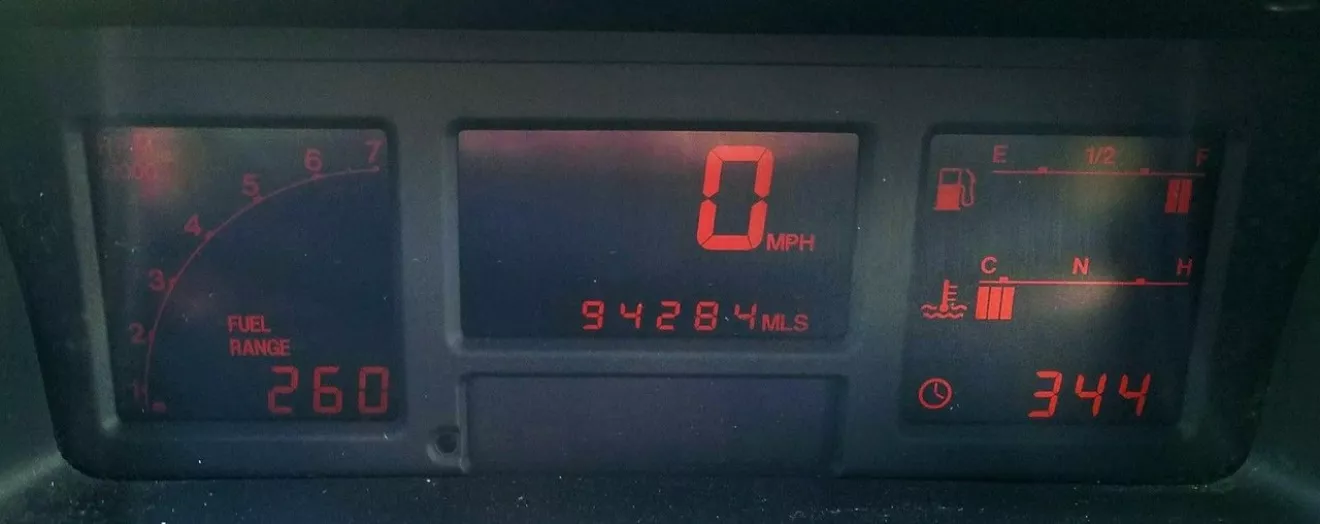 7
6
5
4
3
2
1
FUEL
RANGE
260
0 MPH
94284 MLS
E 1/2 F
C N H
344